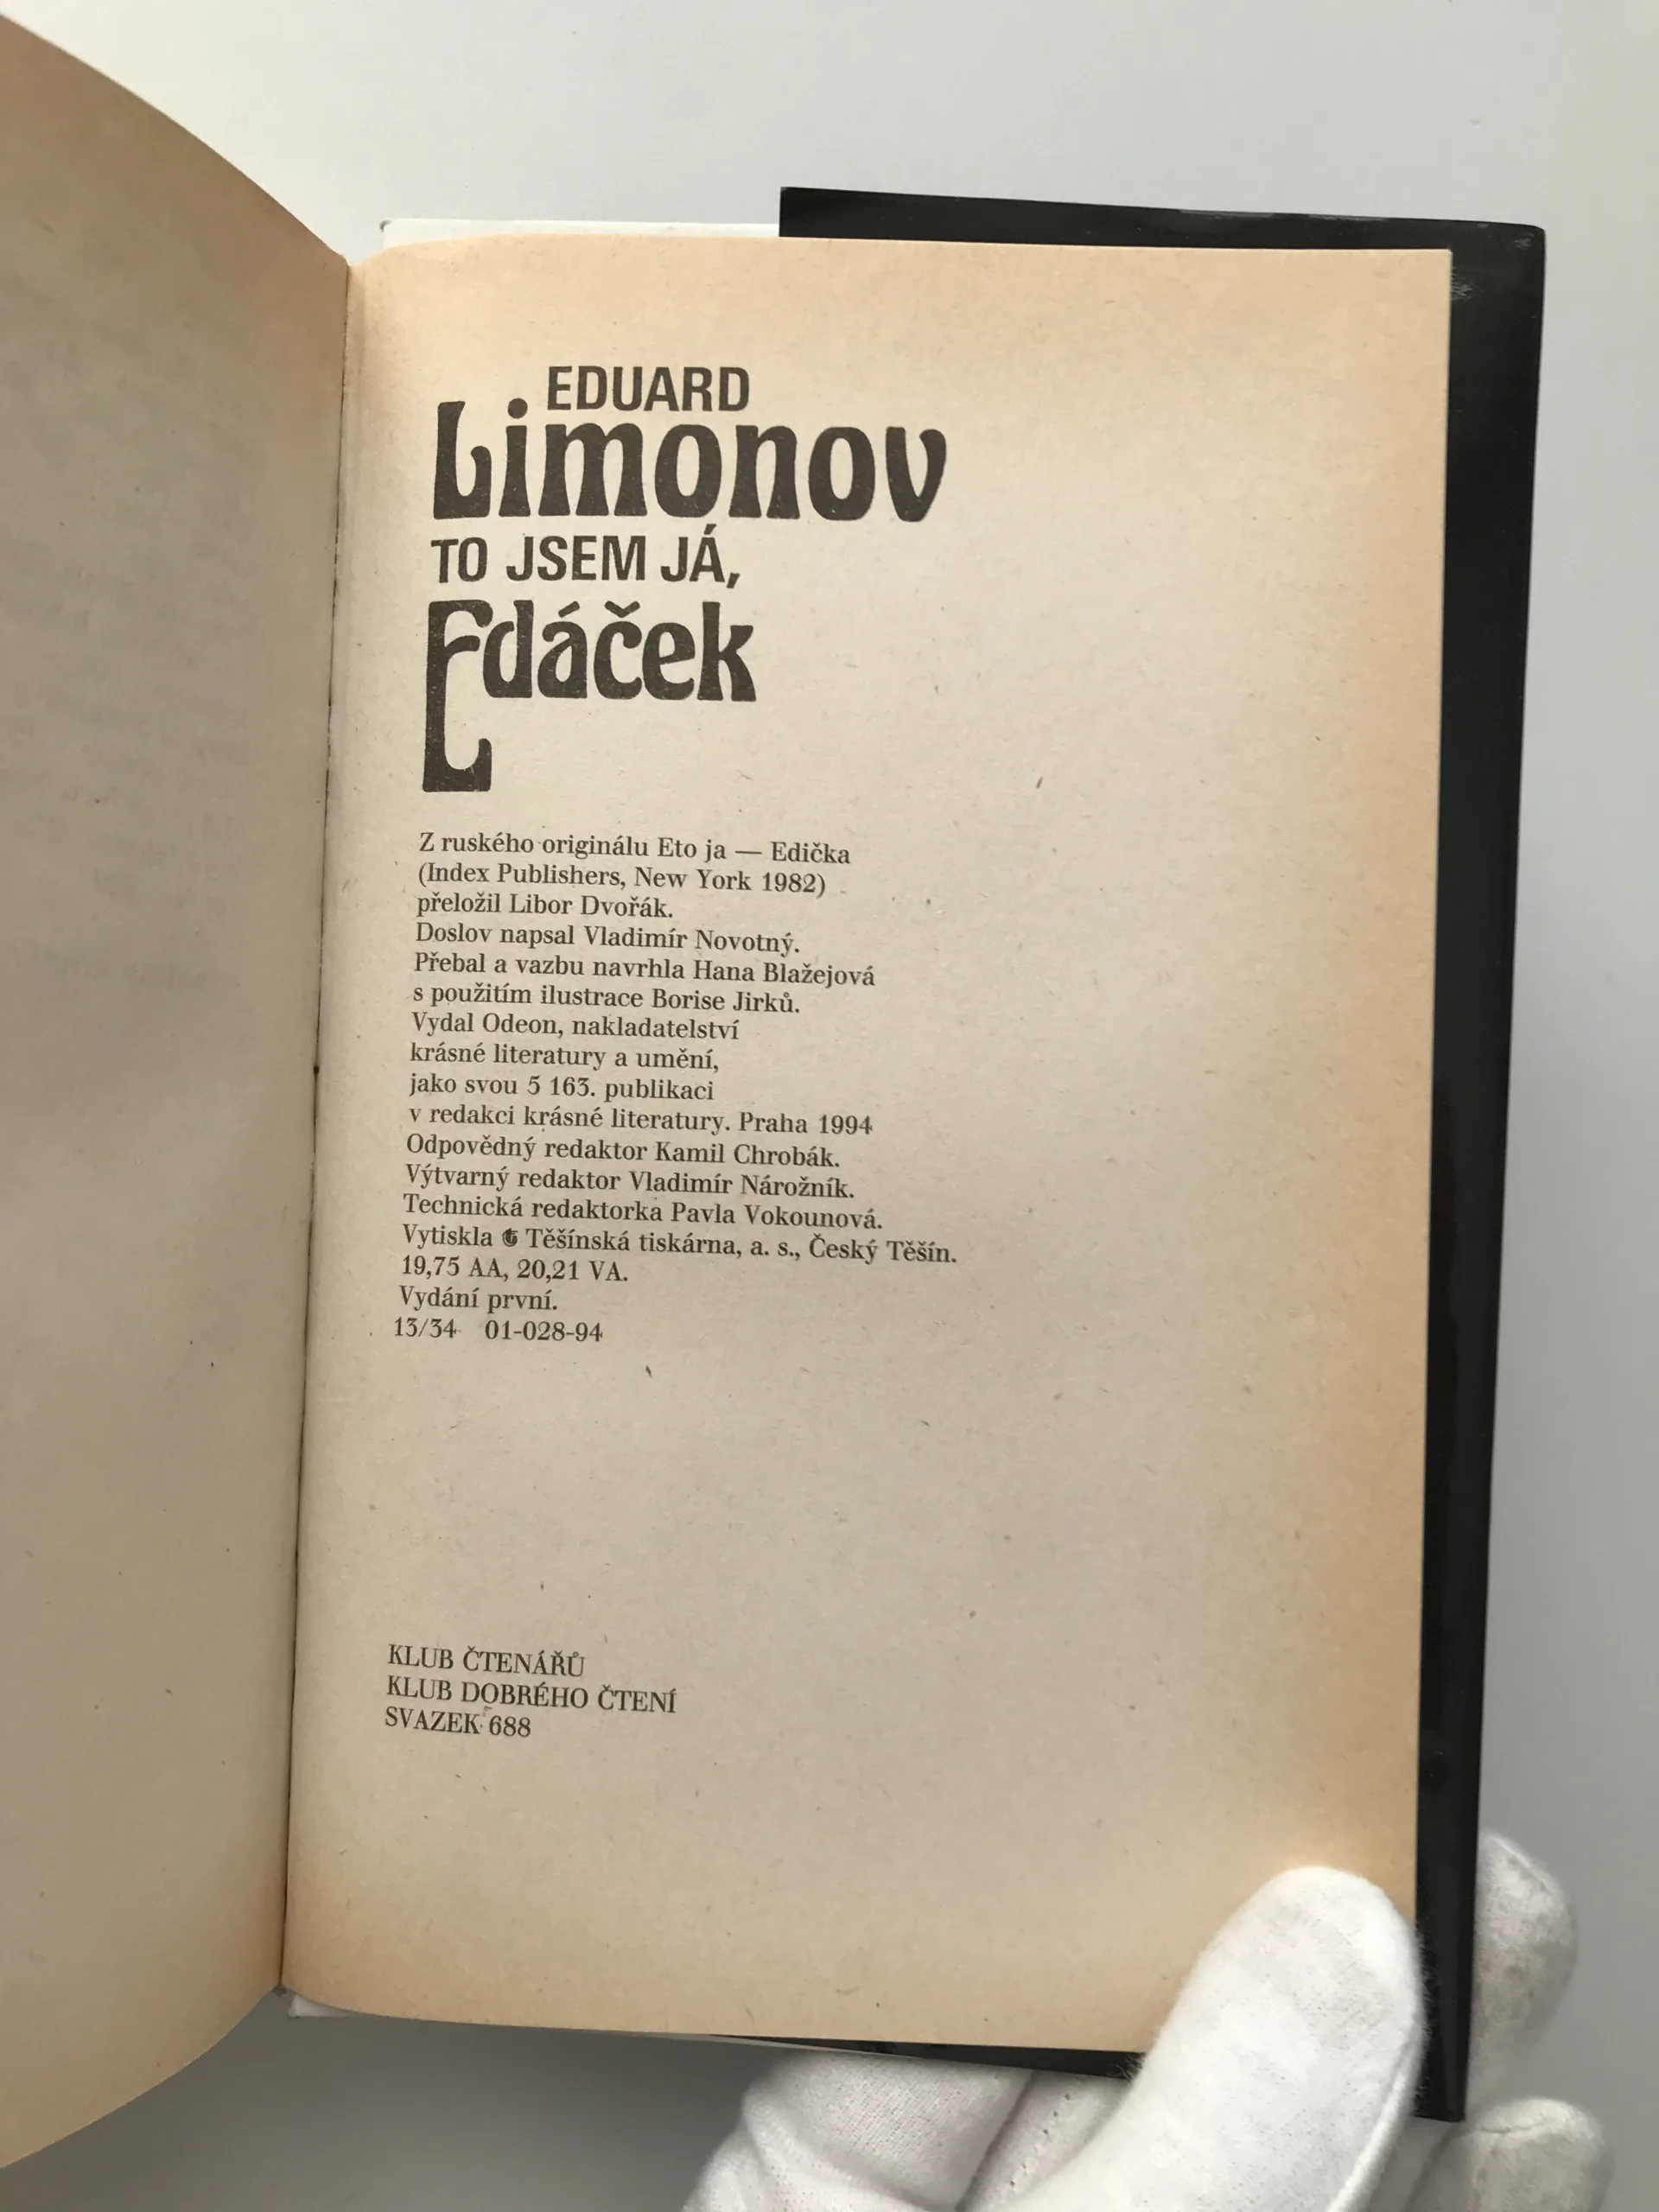 EDUARD
Limonov
TO JSEM JÁ,
Edáček
Z ruského originálu Eto ja — Edička
(Index Publishers, New York 1982)
přeložil Libor Dvořák.
Doslov napsal Vladimír Novotný.
Přebal a vazbu navrhla Hana Blažejová
s použitím ilustrace Borise Jirků.
Vydal Odeon, nakladatelství
krásné literatury a umění,
jako svou 5 163. publikaci
v redakci krásné literatury. Praha 1994
Odpovědný redaktor Kamil Chrobák.
Výtvarný redaktor Vladimír Nárožník.
Technická redaktorka Pavla Vokounová.
Vytiskla Těšínská tiskárna, a. s., Český Těšín.
19,75 AA, 20,21 VA.
Vydání první.
13/34 01-028-94
KLUB ČTENÁŘŮ
KLUB DOBRÉHO ČTENÍ
SVAZEK 688